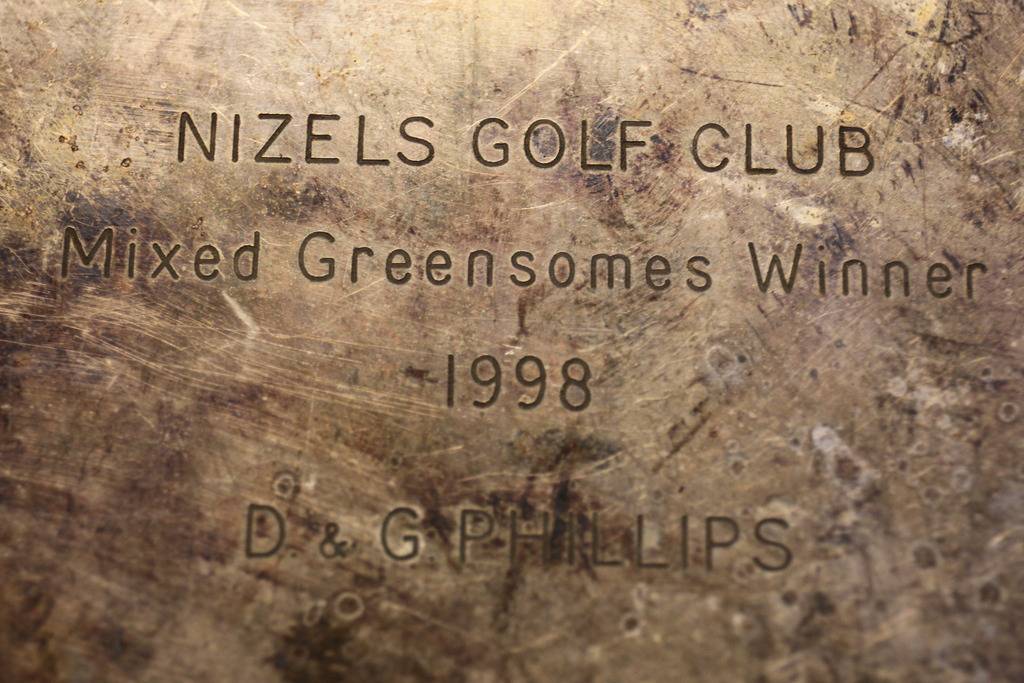 NIZELS GOLF CLUB
Mixed Greensomes Winner
1998
D. & G. PHILLIPS